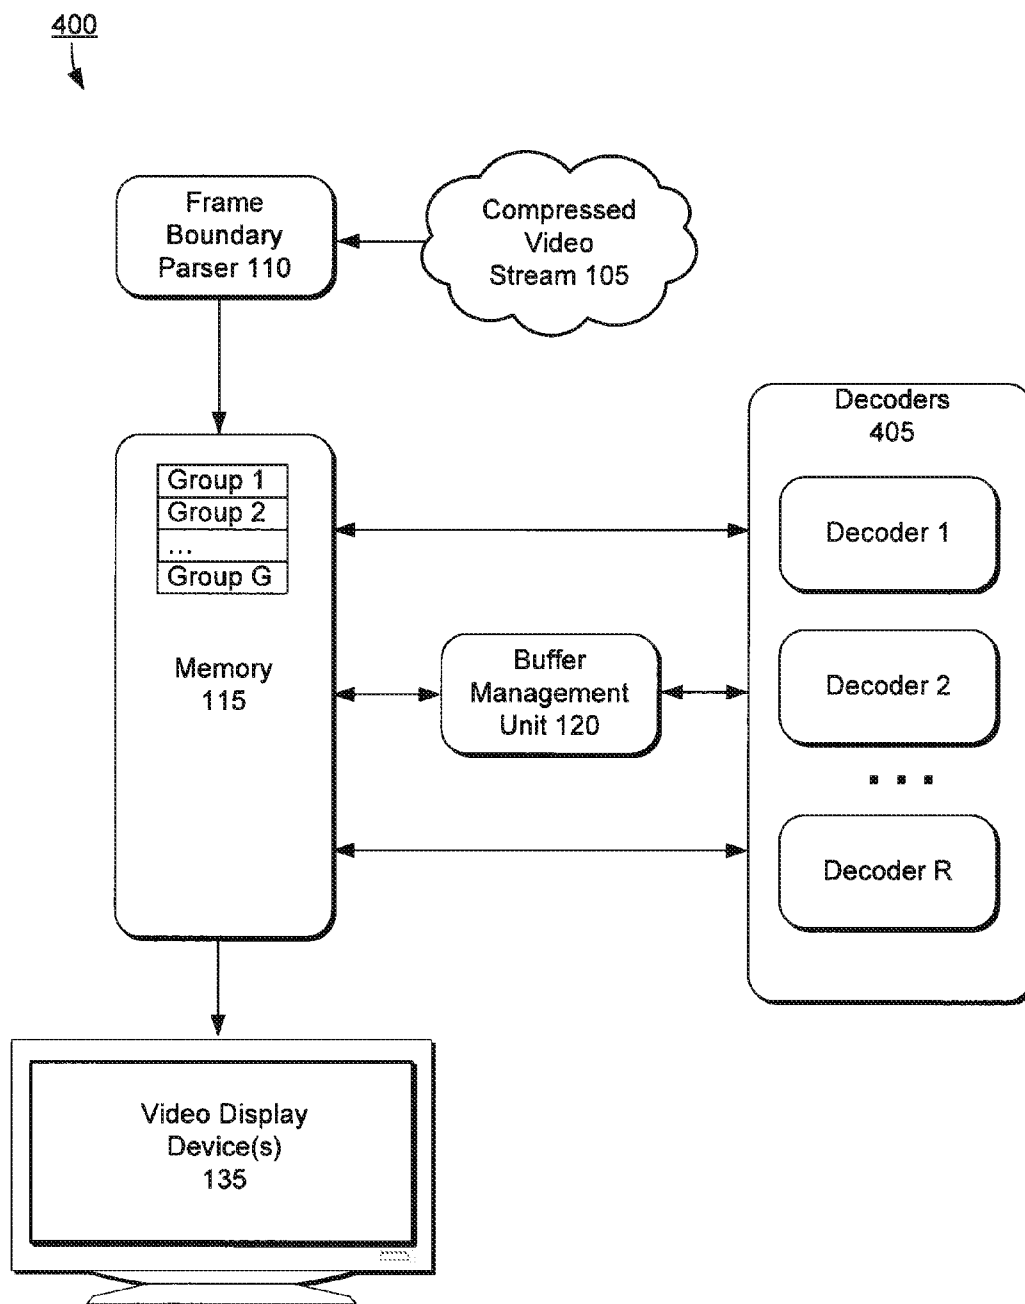 400
Frame
Boundary
Parser 110
Compressed
Video
Stream 105
Decoders
405
Group 1
Group 2
...
Group G
Decoder 1
Memory
115
Buffer
Management
Unit 120
Decoder 2
. . .
Decoder R
Video Display
Device(s)
135